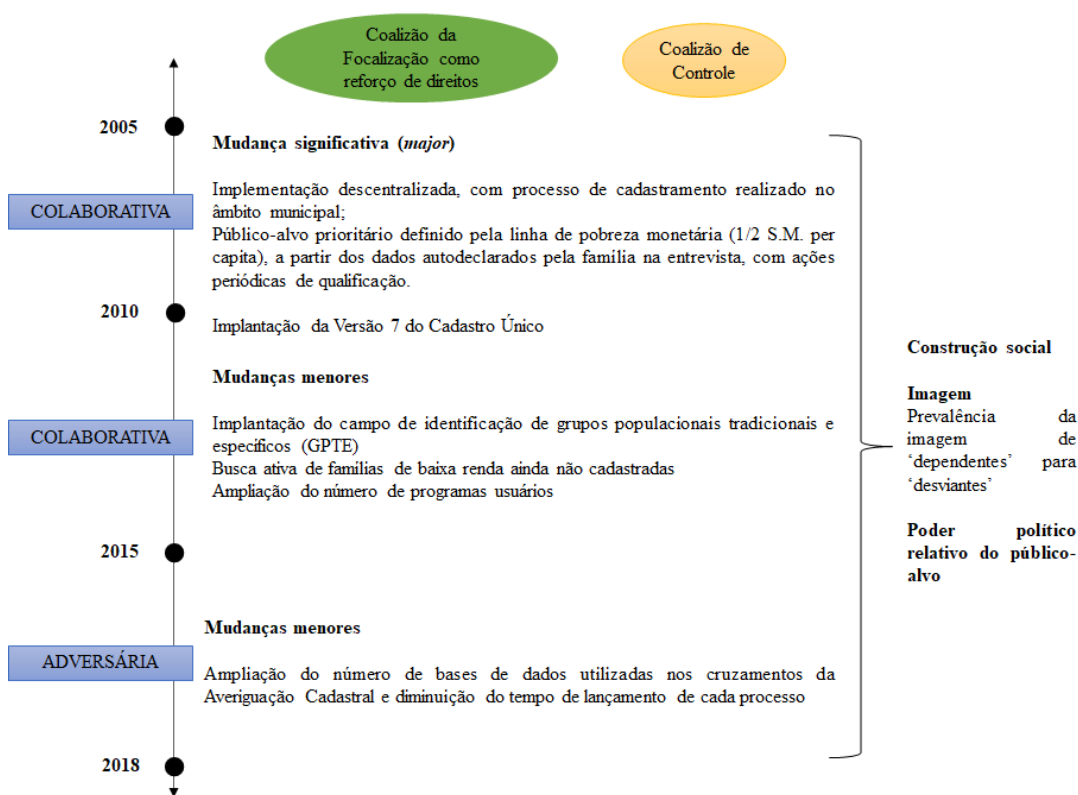 Coalizão da
Focalização como
reforço de direitos
Coalizão de
Controle
2005
Mudança significativa (major)
COLABORATIVA
Implementação descentralizada, com processo de cadastramento realizado no
âmbito municipal;
Público-alvo prioritário definido pela linha de pobreza monetária (1/2 S.M. per
capita), a partir dos dados autodeclarados pela família na entrevista, com ações
periódicas de qualificação.
2010
Implantação da Versão 7 do Cadastro Único
Mudanças menores
COLABORATIVA
Implantação do campo de identificação de grupos populacionais tradicionais e
específicos (GPTE)
Busca ativa de famílias de baixa renda ainda não cadastradas
Ampliação do número de programas usuários
2015
Mudanças menores
ADVERSÁRIA
Ampliação do número de bases de dados utilizadas nos cruzamentos da
Averiguação Cadastral e diminuição do tempo de lançamento de cada processo
2018
Construção social
Imagem
Prevalência da
imagem de
‘dependentes’ para
‘desviantes’
Poder político
relativo do público-
alvo